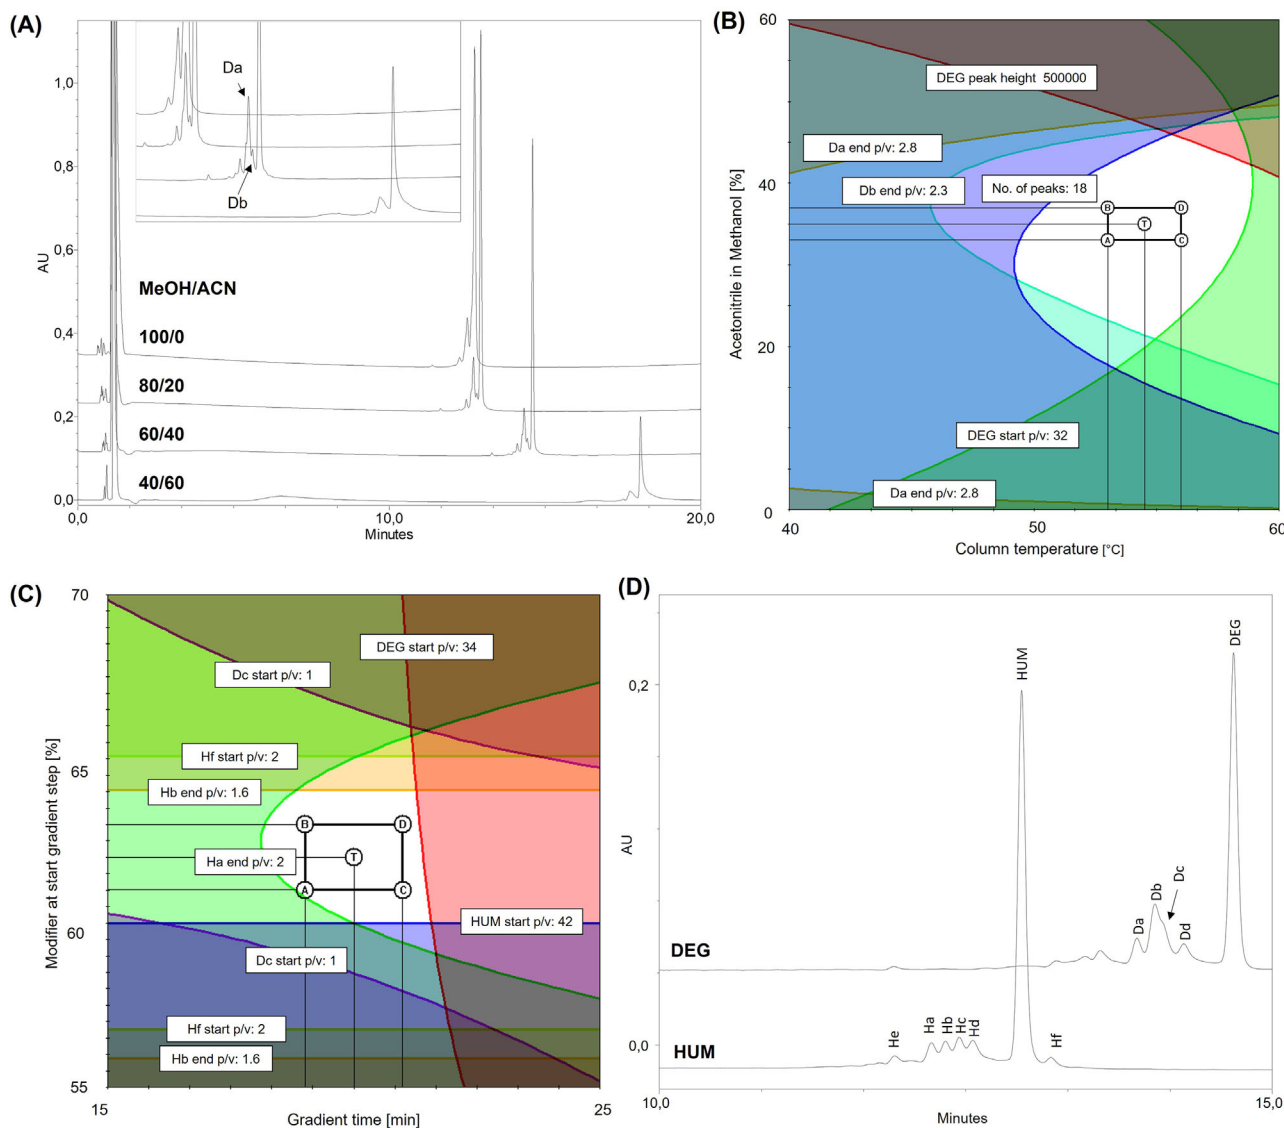 (A)
1,0
0,8
0,6
0,4
0,2
0,0
AU
Da
Db
MeOH/ACN
100/0
80/20
60/40
40/60
0,0
10,0
20,0
Minutes
(B)
60
40
20
0
Acetonitrile in Methanol [%]
DEG peak height 500000
Da end p/v: 2.8
Db end p/v: 2.3
No. of peaks: 18
B
D
T
A
C
DEG start p/v: 32
Da end p/v: 2.8
40
50
60
Column temperature [°C]
(C)
70
65
60
55
Modifier at start gradient step [%]
DEG start p/v: 34
Dc start p/v: 1
Hf start p/v: 2
Hb end p/v: 1.6
B
D
Ha end p/v: 2
T
A
C
HUM start p/v: 42
Dc start p/v: 1
Hf start p/v: 2
Hb end p/v: 1.6
15
25
Gradient time [min]
(D)
0,2
0,0
AU
HUM
DEG
Da
Db
Dc
Dd
DEG
He
Ha
Hb
Hc
Hd
Hf
HUM
10,0
15,0
Minutes